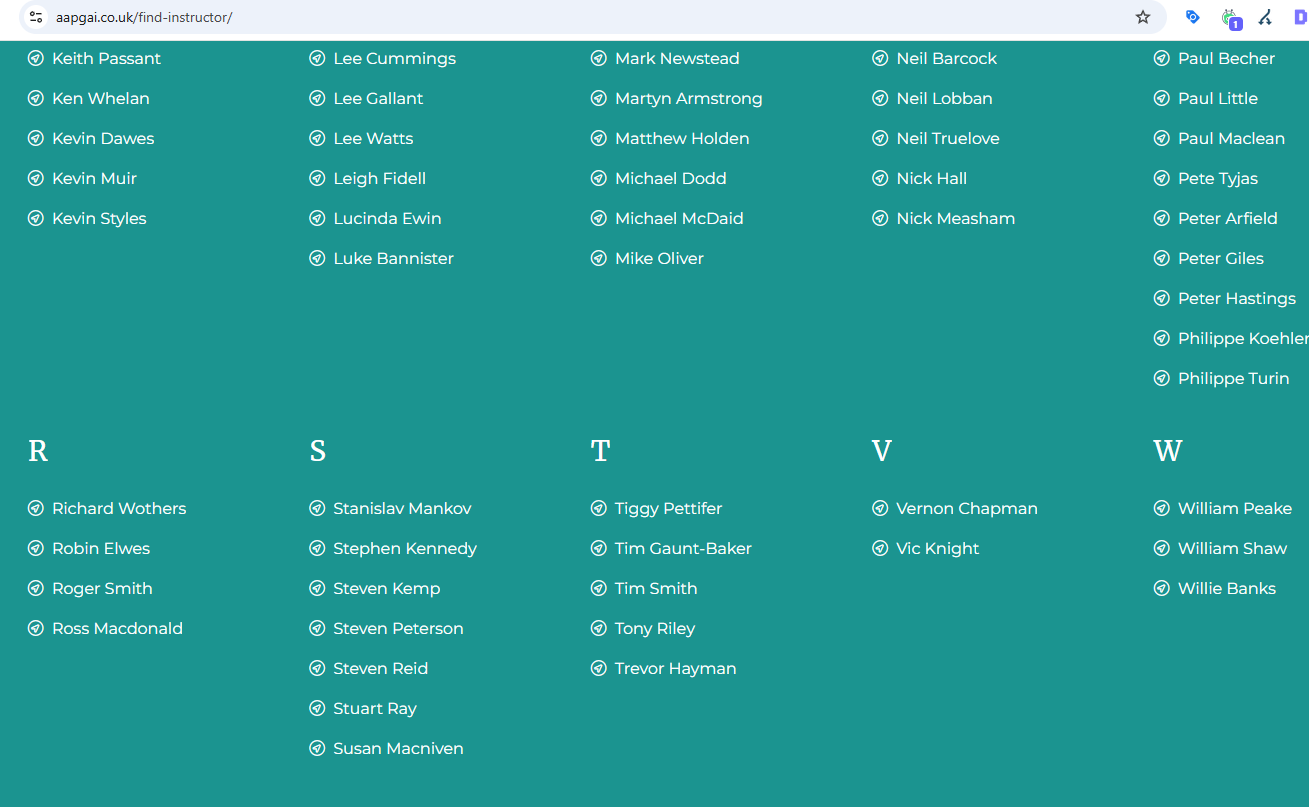 aapgai.co.uk/find-instructor/
1
Keith Passant
Ken Whelan
Kevin Dawes
Kevin Muir
Kevin Styles
Lee Cummings
Lee Gallant
Lee Watts
Leigh Fidell
Lucinda Ewin
Luke Bannister
Mark Newstead
Martyn Armstrong
Matthew Holden
Michael Dodd
Michael McDaid
Mike Oliver
Neil Barcock
Neil Lobban
Neil Truelove
Nick Hall
Nick Measham
Paul Becher
Paul Little
Paul Maclean
Pete Tyjas
Peter Arfield
Peter Giles
Peter Hastings
Philippe Koehler
Philippe Turin
R
Richard Wothers
Robin Elwes
Roger Smith
Ross Macdonald
S
Stanislav Mankov
Stephen Kennedy
Steven Kemp
Steven Peterson
Steven Reid
Stuart Ray
Susan Macniven
T
Tiggy Pettifer
Tim Gaunt-Baker
Tim Smith
Tony Riley
Trevor Hayman
V
Vernon Chapman
Vic Knight
W
William Peake
William Shaw
Willie Banks